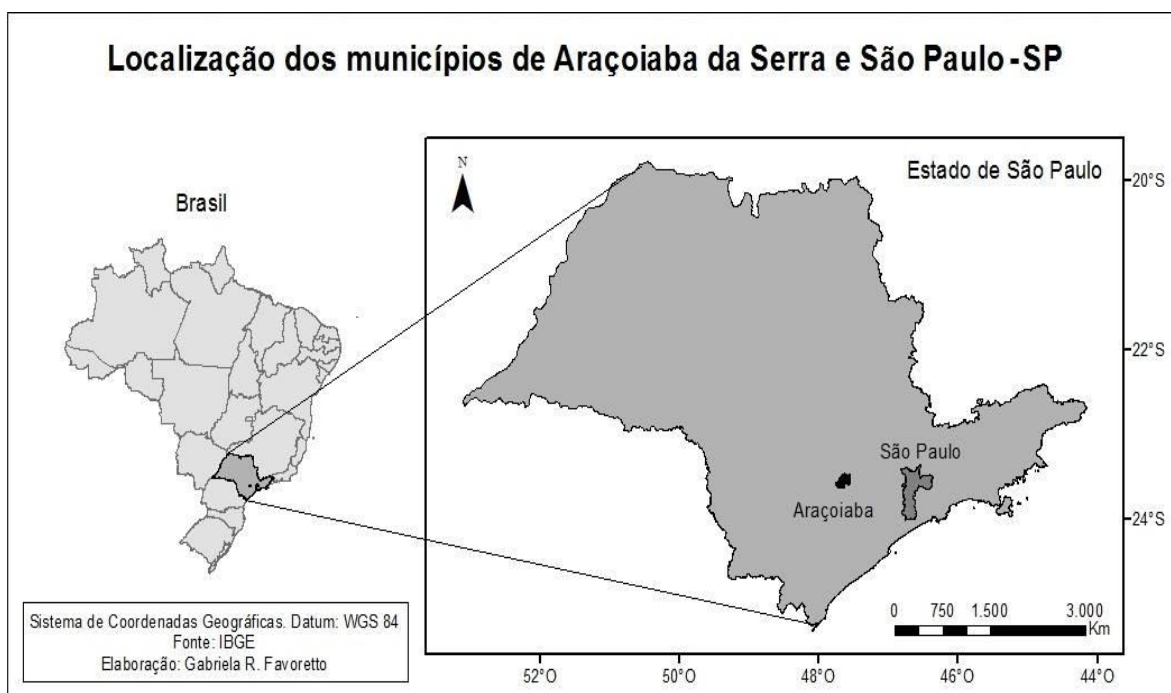 Localização dos municípios de Araçoiaba da Serra e São Paulo - SP
Brasil
N
Estado de São Paulo
20°S
22°S
24°S
São Paulo
Araçoiaba
0 750 1.500 3.000
Km
52°O 50°O 48°O 46°O 44°O
Sistema de Coordenadas Geográficas. Datum: WGS 84
Fonte: IBGE
Elaboração: Gabriela R. Favoretto